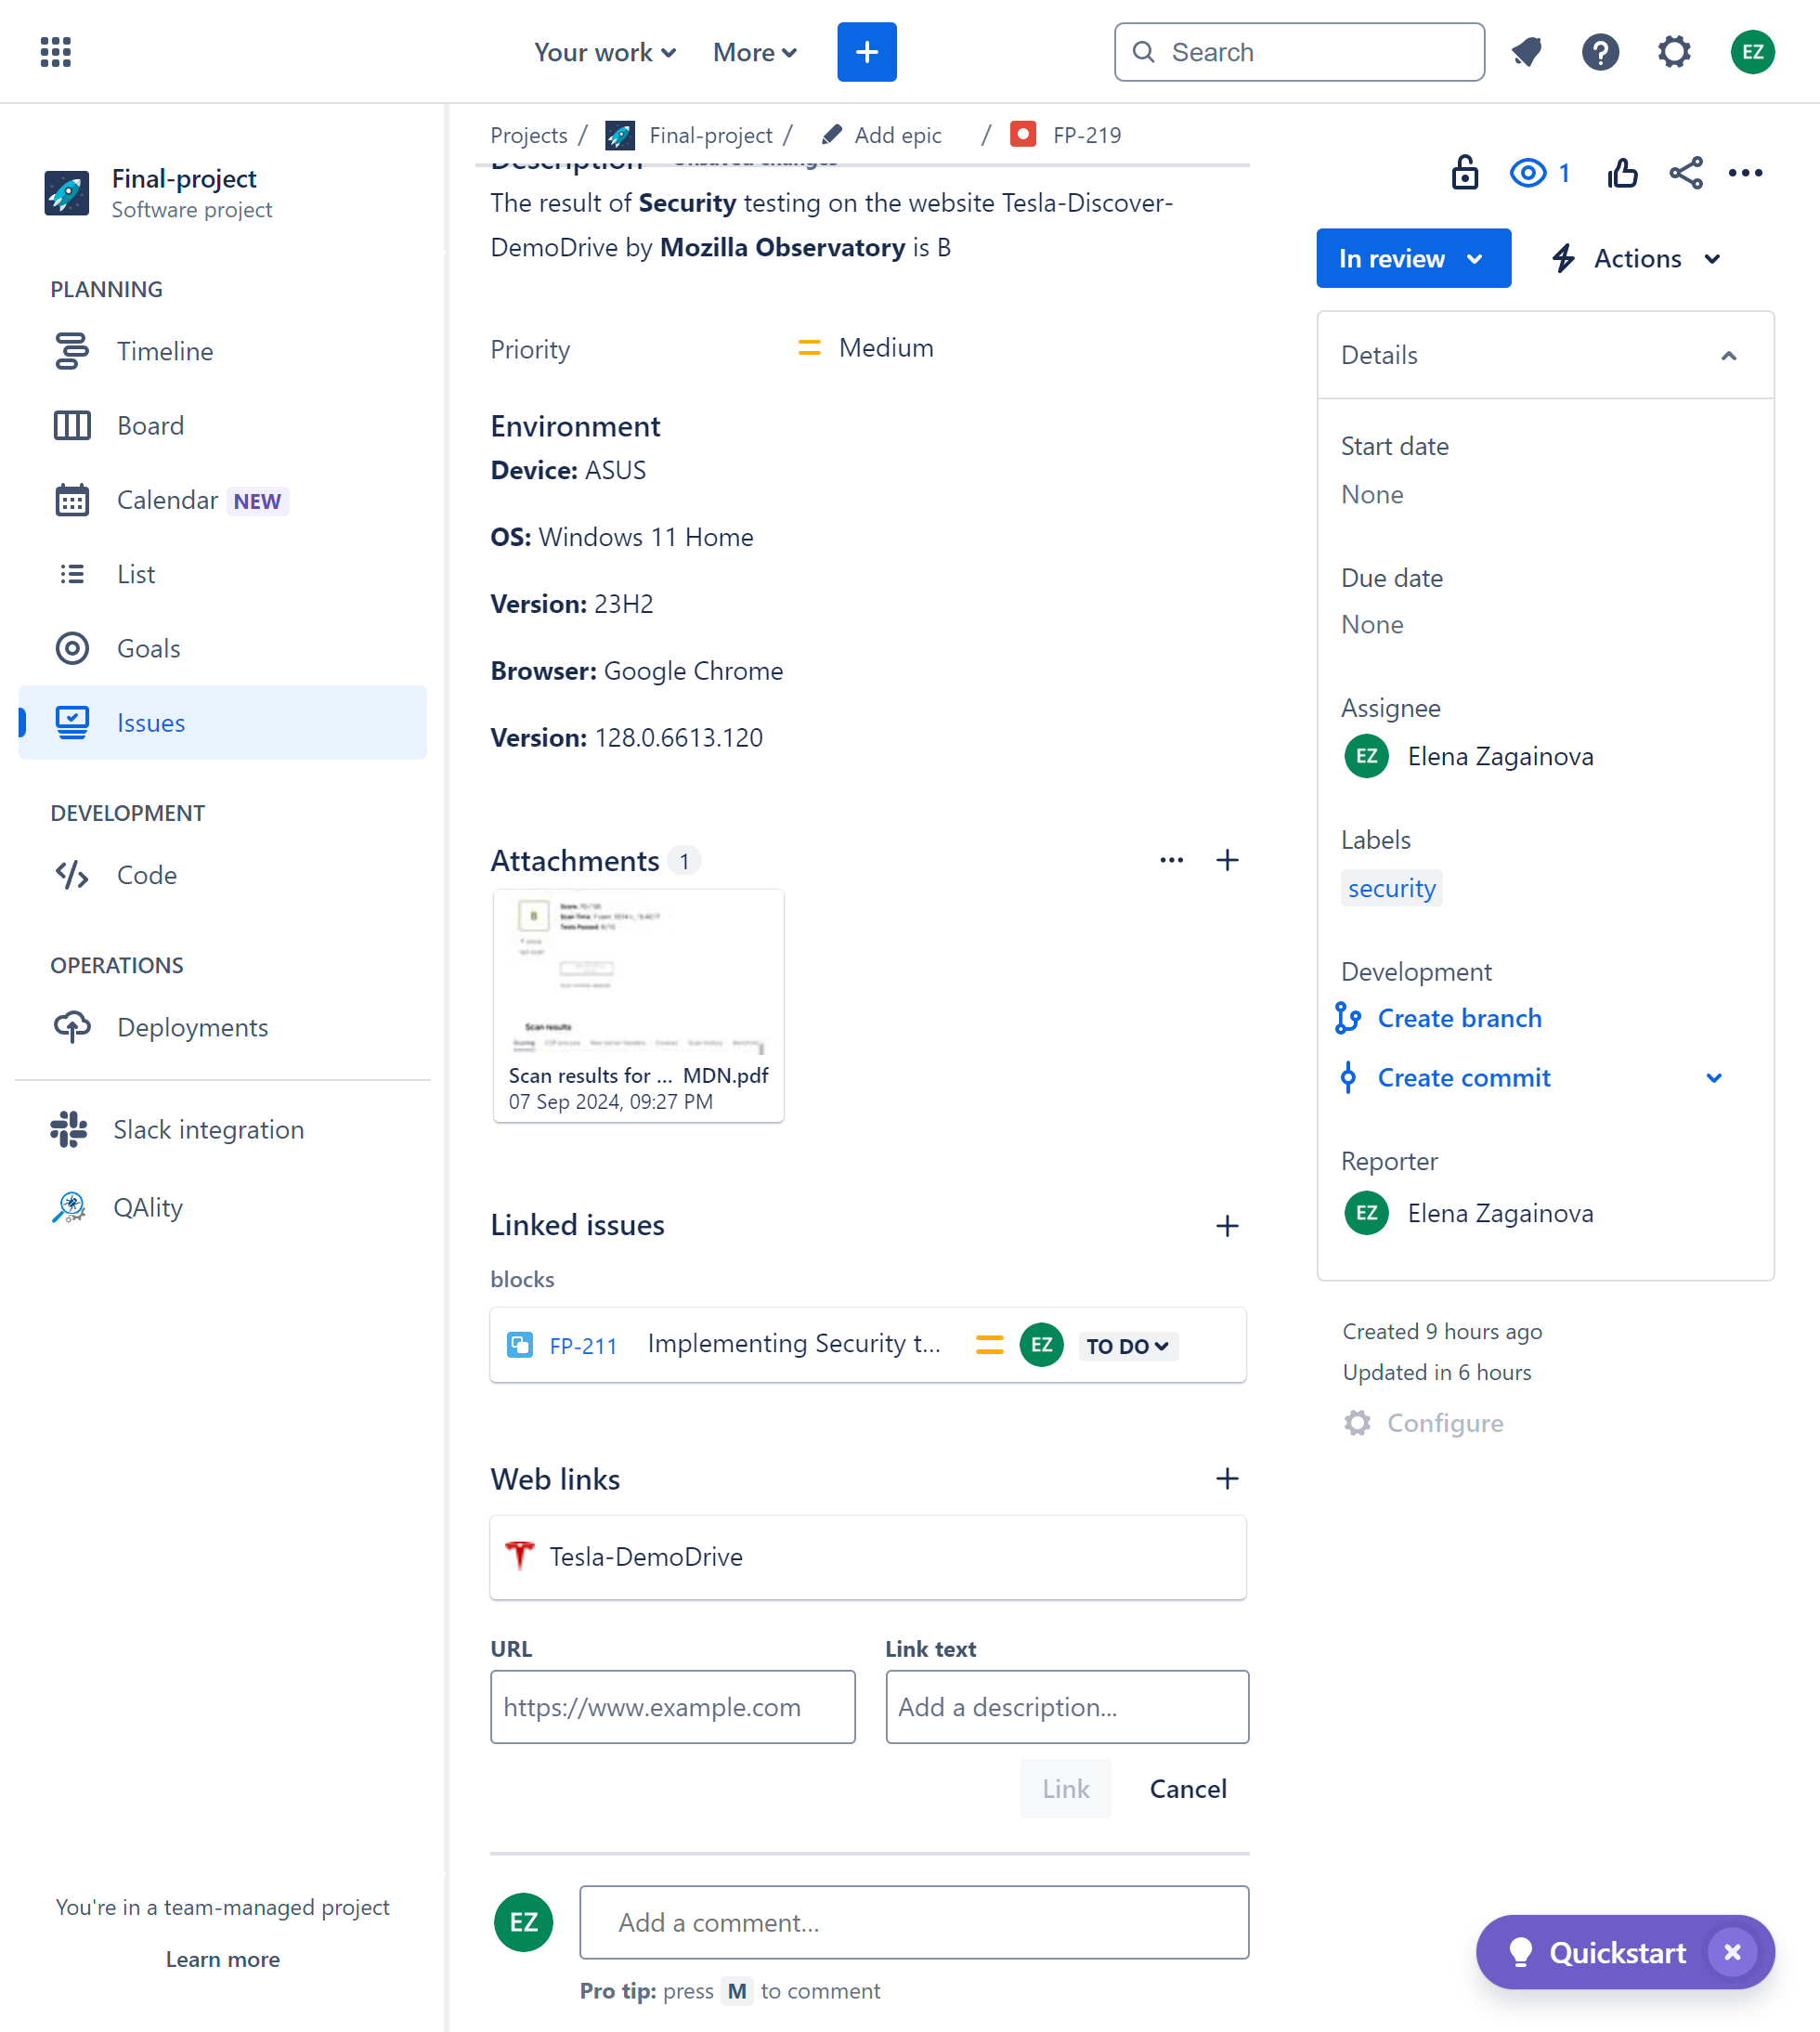 Your work
More
Search
EZ
Projects / Final-project / Add epic / FP-219
Final-project
Software project
PLANNING
Timeline
Board
Calendar NEW
List
Goals
Issues
DEVELOPMENT
Code
OPERATIONS
Deployments
Slack integration
QAlity
You're in a team-managed project
Learn more
Description Unsaved changes
The result of Security testing on the website Tesla-Discover-
DemoDrive by Mozilla Observatory is B
Priority Medium
Environment
Device: ASUS
OS: Windows 11 Home
Version: 23H2
Browser: Google Chrome
Version: 128.0.6613.120
Attachments 1
B
Scan results
Scan results for ... MDN.pdf
07 Sep 2024, 09:27 PM
Linked issues
blocks
FP-211 Implementing Security t... EZ TO DO
Web links
Tesla-DemoDrive
URL
Link text
https://www.example.com
Add a description...
Link
Cancel
EZ
Add a comment...
Pro tip: press M to comment
1
In review
Actions
Details
Start date
None
Due date
None
Assignee
EZ Elena Zagainova
Labels
security
Development
Create branch
Create commit
Reporter
EZ Elena Zagainova
Created 9 hours ago
Updated in 6 hours
Configure
Quickstart